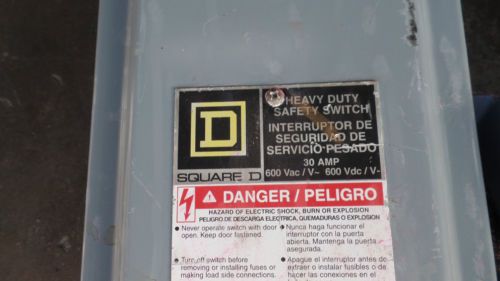 HEAVY DUTY
SAFETY SWITCH
INTERRUPTOR DE
SEGURIDAD DE
SERVICIO PESADO
30 AMP
600 Vac / V~ 600 Vdc / V-
D
SQUARE D
DANGER / PELIGRO
HAZARD OF ELECTRIC SHOCK, BURN OR EXPLOSION
PELIGRO DE DESCARGA ELECTRICA, QUEMADURAS O EXPLOSION
● Never operate switch with door
open. Keep door fastened.
● Turn off switch before
removing or installing fuses or
making load side connections.
● Nunca haga funcionar el
interruptor con la puerta
abierta. Mantenga la puerta
asegurada.
● Apague el interruptor antes de
extraer o instalar fusibles o de
hacer las conexiones en el